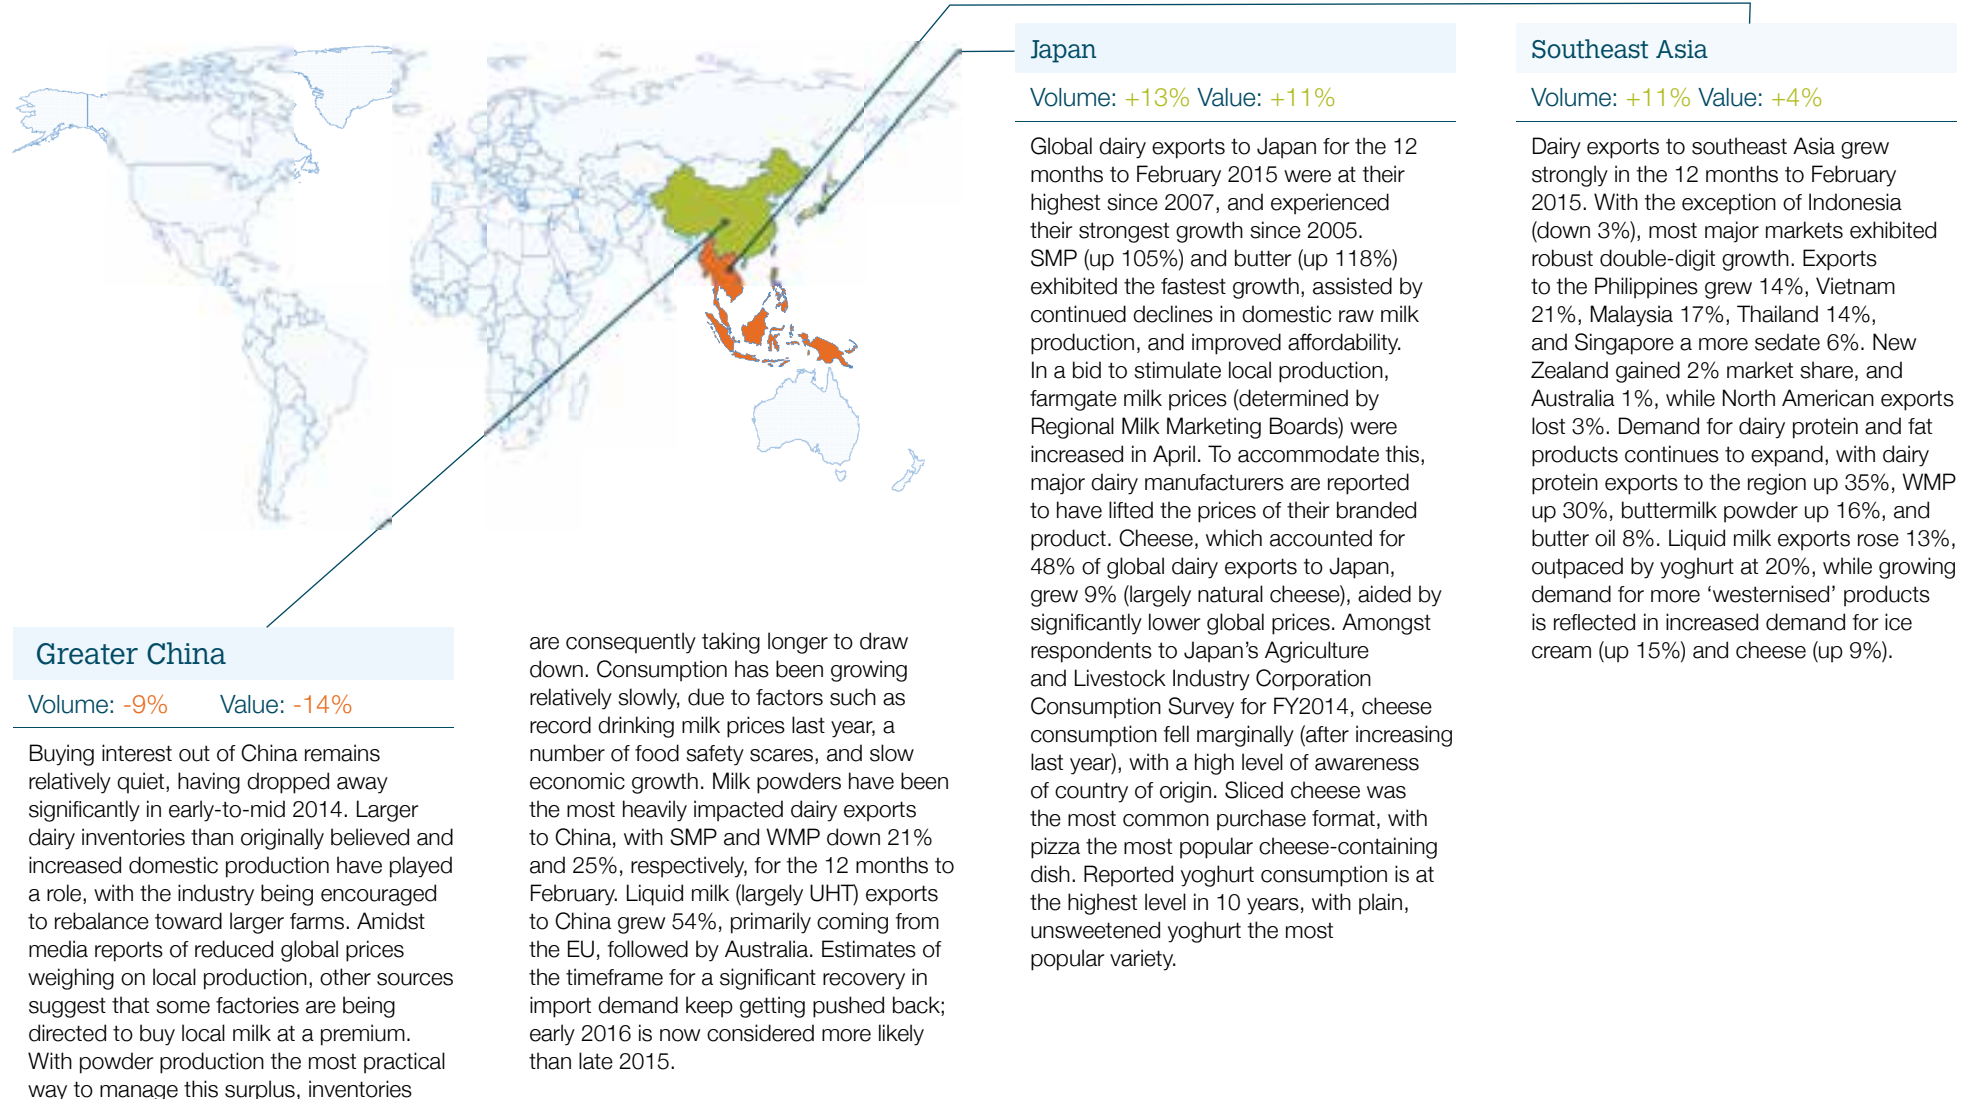 Greater China
Volume: -9% Value: -14%
Buying interest out of China remains
relatively quiet, having dropped away
significantly in early-to-mid 2014. Larger
dairy inventories than originally believed and
increased domestic production have played
a role, with the industry being encouraged
to rebalance toward larger farms. Amidst
media reports of reduced global prices
weighing on local production, other sources
suggest that some factories are being
directed to buy local milk at a premium.
With powder production the most practical
way to manage this surplus, inventories
are consequently taking longer to draw
down. Consumption has been growing
relatively slowly, due to factors such as
record drinking milk prices last year, a
number of food safety scares, and slow
economic growth. Milk powders have been
the most heavily impacted dairy exports
to China, with SMP and WMP down 21%
and 25%, respectively, for the 12 months to
February. Liquid milk (largely UHT) exports
to China grew 54%, primarily coming from
the EU, followed by Australia. Estimates of
the timeframe for a significant recovery in
import demand keep getting pushed back;
early 2016 is now considered more likely
than late 2015.
Japan
Volume: +13% Value: +11%
Global dairy exports to Japan for the 12
months to February 2015 were at their
highest since 2007, and experienced
their strongest growth since 2005.
SMP (up 105%) and butter (up 118%)
exhibited the fastest growth, assisted by
continued declines in domestic raw milk
production, and improved affordability.
In a bid to stimulate local production,
farmgate milk prices (determined by
Regional Milk Marketing Boards) were
increased in April. To accommodate this,
major dairy manufacturers are reported
to have lifted the prices of their branded
product. Cheese, which accounted for
48% of global dairy exports to Japan,
grew 9% (largely natural cheese), aided by
significantly lower global prices. Amongst
respondents to Japan's Agriculture
and Livestock Industry Corporation
Consumption Survey for FY2014, cheese
consumption fell marginally (after increasing
last year), with a high level of awareness
of country of origin. Sliced cheese was
the most common purchase format, with
pizza the most popular cheese-containing
dish. Reported yoghurt consumption is at
the highest level in 10 years, with plain,
unsweetened yoghurt the most
popular variety.
Southeast Asia
Volume: +11% Value: +4%
Dairy exports to southeast Asia grew
strongly in the 12 months to February
2015. With the exception of Indonesia
(down 3%), most major markets exhibited
robust double-digit growth. Exports
to the Philippines grew 14%, Vietnam
21%, Malaysia 17%, Thailand 14%,
and Singapore a more sedate 6%. New
Zealand gained 2% market share, and
Australia 1%, while North American exports
lost 3%. Demand for dairy protein and fat
products continues to expand, with dairy
protein exports to the region up 35%, WMP
up 30%, buttermilk powder up 16%, and
butter oil 8%. Liquid milk exports rose 13%,
outpaced by yoghurt at 20%, while growing
demand for more ‘westernised’ products
is reflected in increased demand for ice
cream (up 15%) and cheese (up 9%).